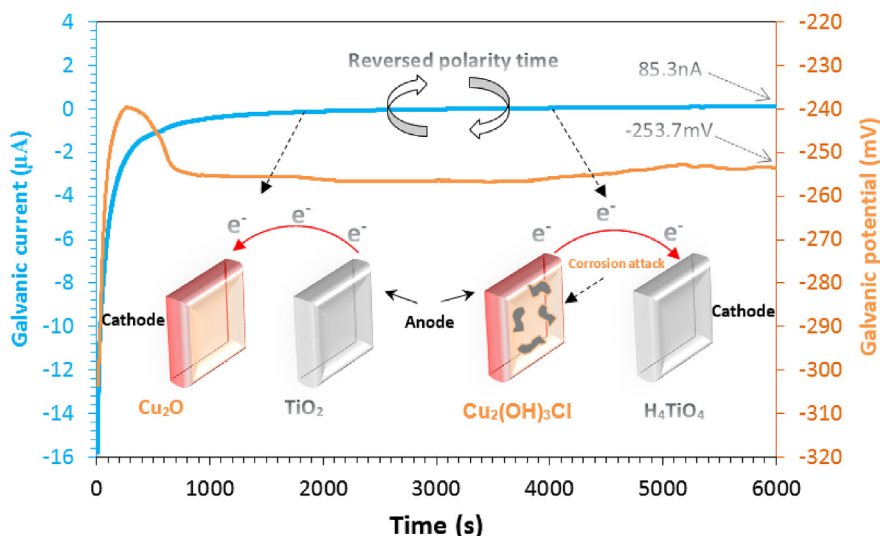 Reversed polarity time
85.3nA
-253.7mV
e-
e-
e-
e-
e-
e-
Corrosion attack
Cathode
Anode
Cathode
Cu₂O
TiO₂
Cu₂(OH)₃Cl
H₄TiO₄
Galvanic current (µA)
4
2
0
-2
-4
-6
-8
-10
-12
-14
-16
Galvanic potential (mV)
-220
-230
-240
-250
-260
-270
-280
-290
-300
-310
-320
0
1000
2000
3000
4000
5000
6000
Time (s)